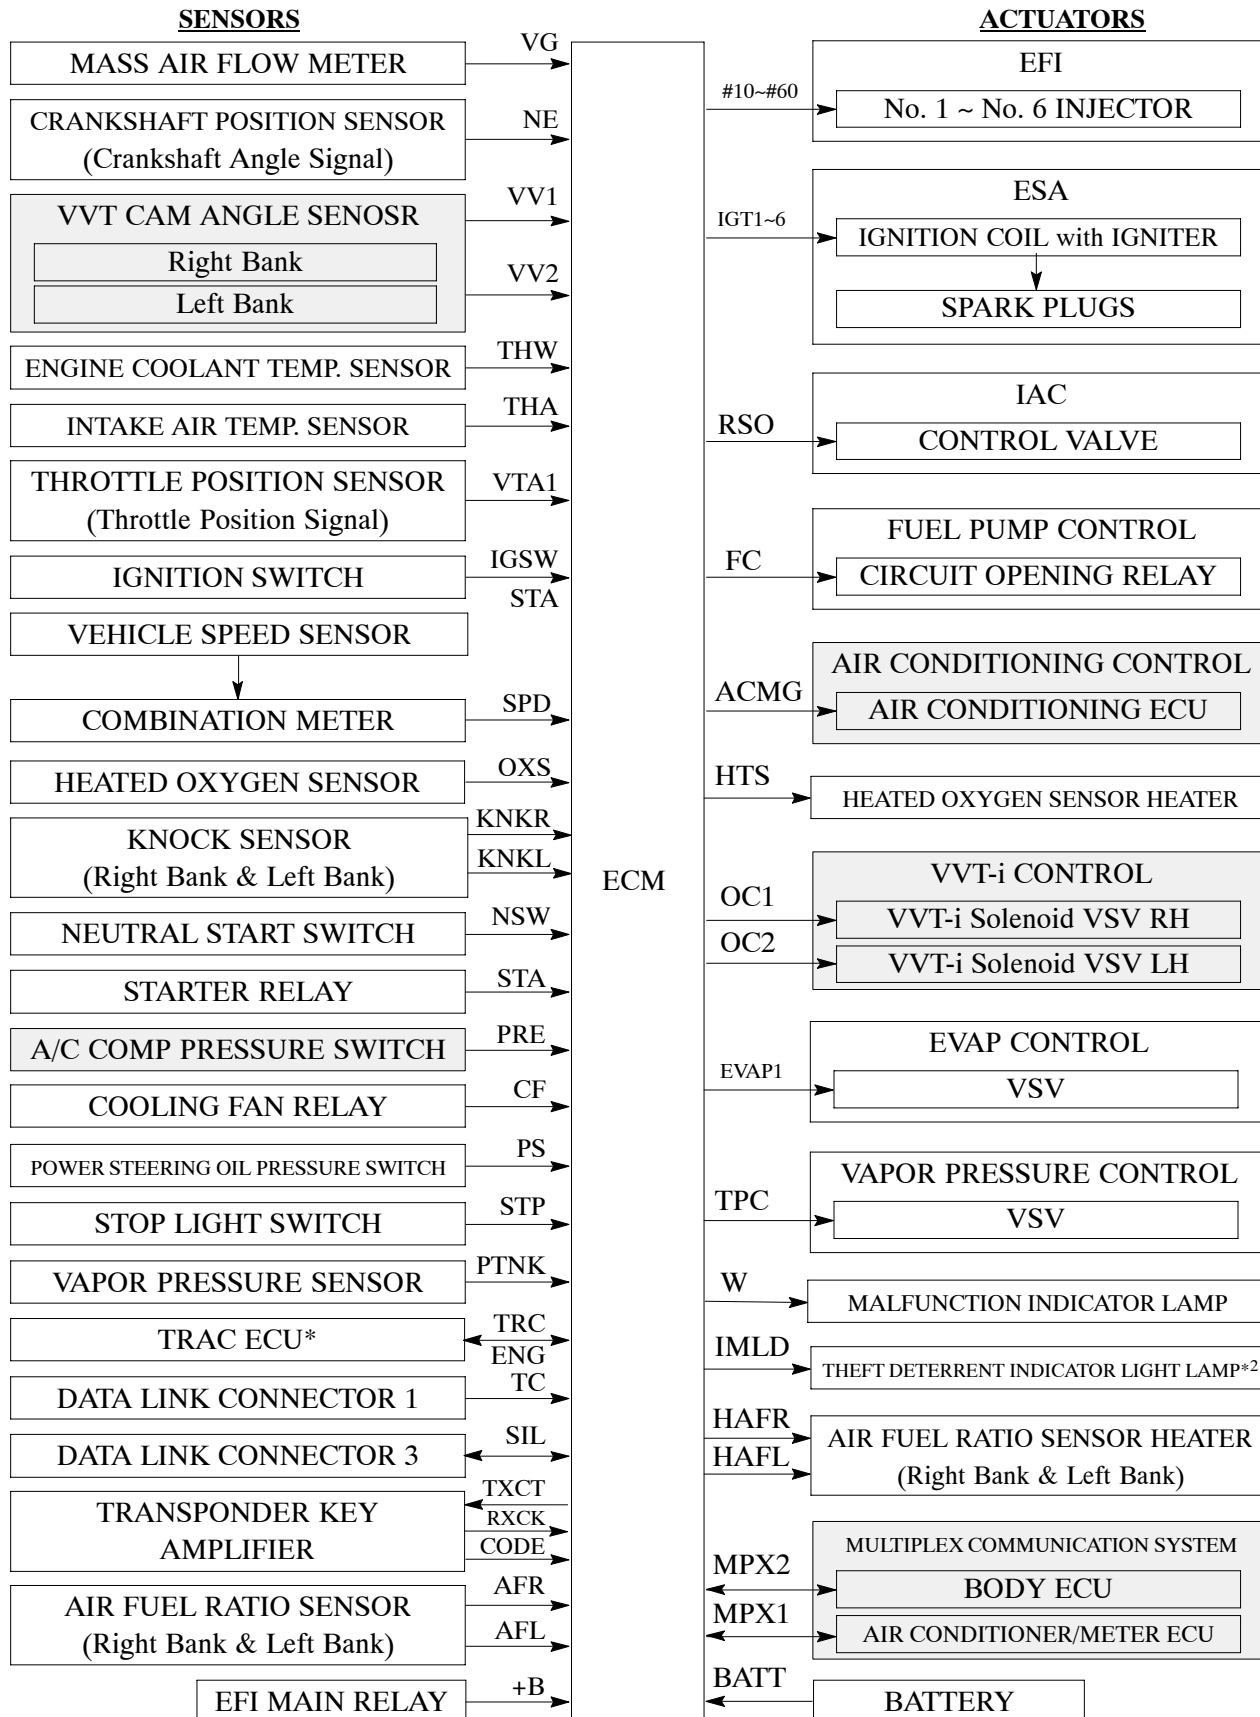 SENSORS
MASS AIR FLOW METER
VG
CRANKSHAFT POSITION SENSOR
(Crankshaft Angle Signal)
NE
VVT CAM ANGLE SENOSR
Right Bank
Left Bank
VV1
VV2
ENGINE COOLANT TEMP. SENSOR
THW
INTAKE AIR TEMP. SENSOR
THA
THROTTLE POSITION SENSOR
(Throttle Position Signal)
VTA1
IGNITION SWITCH
IGSW
STA
VEHICLE SPEED SENSOR
COMBINATION METER
SPD
HEATED OXYGEN SENSOR
OXS
KNOCK SENSOR
(Right Bank & Left Bank)
KNKR
KNKL
NEUTRAL START SWITCH
NSW
STARTER RELAY
STA
A/C COMP PRESSURE SWITCH
PRE
COOLING FAN RELAY
CF
POWER STEERING OIL PRESSURE SWITCH
PS
STOP LIGHT SWITCH
STP
VAPOR PRESSURE SENSOR
PTNK
TRAC ECU*
TRC
ENG
DATA LINK CONNECTOR 1
TC
DATA LINK CONNECTOR 3
SIL
TRANSPONDER KEY
AMPLIFIER
TXCT
RXCK
CODE
AIR FUEL RATIO SENSOR
(Right Bank & Left Bank)
AFR
AFL
EFI MAIN RELAY
+B
ECM
ACTUATORS
#10~#60
EFI
No. 1 ~ No. 6 INJECTOR
IGT1~6
ESA
IGNITION COIL with IGNITER
SPARK PLUGS
RSO
IAC
CONTROL VALVE
FC
FUEL PUMP CONTROL
CIRCUIT OPENING RELAY
ACMG
AIR CONDITIONING CONTROL
AIR CONDITIONING ECU
HTS
HEATED OXYGEN SENSOR HEATER
OC1
OC2
VVT-i CONTROL
VVT-i Solenoid VSV RH
VVT-i Solenoid VSV LH
EVAP1
EVAP CONTROL
VSV
TPC
VAPOR PRESSURE CONTROL
VSV
W
MALFUNCTION INDICATOR LAMP
IMLD
THEFT DETERRENT INDICATOR LIGHT LAMP*2
HAFR
HAFL
AIR FUEL RATIO SENSOR HEATER
(Right Bank & Left Bank)
MULTIPLEX COMMUNICATION SYSTEM
MPX2
BODY ECU
MPX1
AIR CONDITIONER/METER ECU
BATT
BATTERY